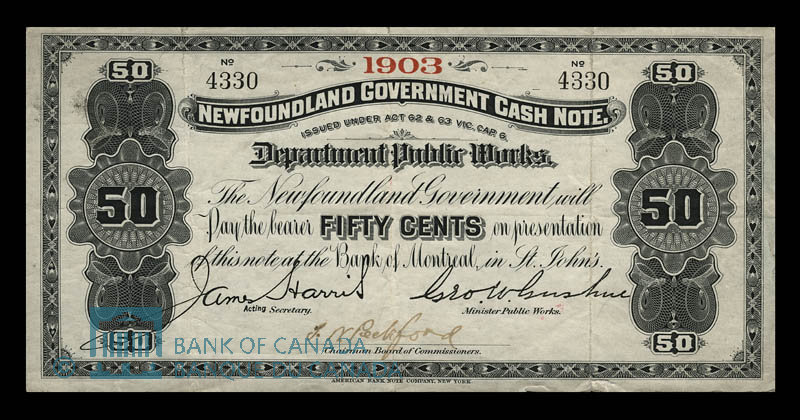 50 50
Nº 1903 Nº
4330 4330
NEWFOUNDLAND GOVERNMENT CASH NOTE.
ISSUED UNDER ACT 62 & 63 VIC. CAP 6.
Department Public Works.
The Newfoundland Government will
50 Pay the bearer FIFTY CENTS on presentation 50
of this note at the Bank of Montreal, in St. John's.
James Harris Geo. W. Gushue
Acting Secretary. Minister Public Works.
50 50
Chairman Board of Commissioners.
BANK OF CANADA
BANQUE DU CANADA
AMERICAN BANK NOTE COMPANY, NEW YORK.